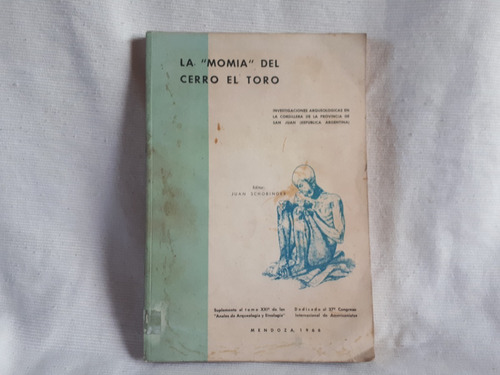 LA "MOMIA" DEL
CERRO EL TORO
INVESTIGACIONES ARQUEOLOGICAS EN
LA CORDILLERA DE LA PROVINCIA DE
SAN JUAN (REPUBLICA ARGENTINA)
Editor:
JUAN SCHOBINGER
Suplemento al tomo XXIº de los
"Anales de Arqueología y Etnología"
Dedicado al 37º Congreso
Internacional de Americanistas
MENDOZA, 1966